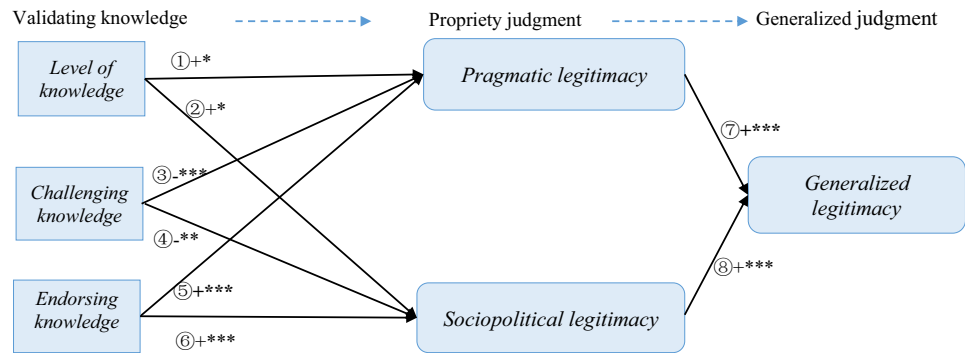 Validating knowledge
Propriety judgment
Generalized judgment
Level of
knowledge
①+*
Pragmatic legitimacy
②+*
⑦+***
③-***
Challenging
knowledge
Generalized
legitimacy
④-**
⑧+***
Endorsing
knowledge
⑤+***
Sociopolitical legitimacy
⑥+***